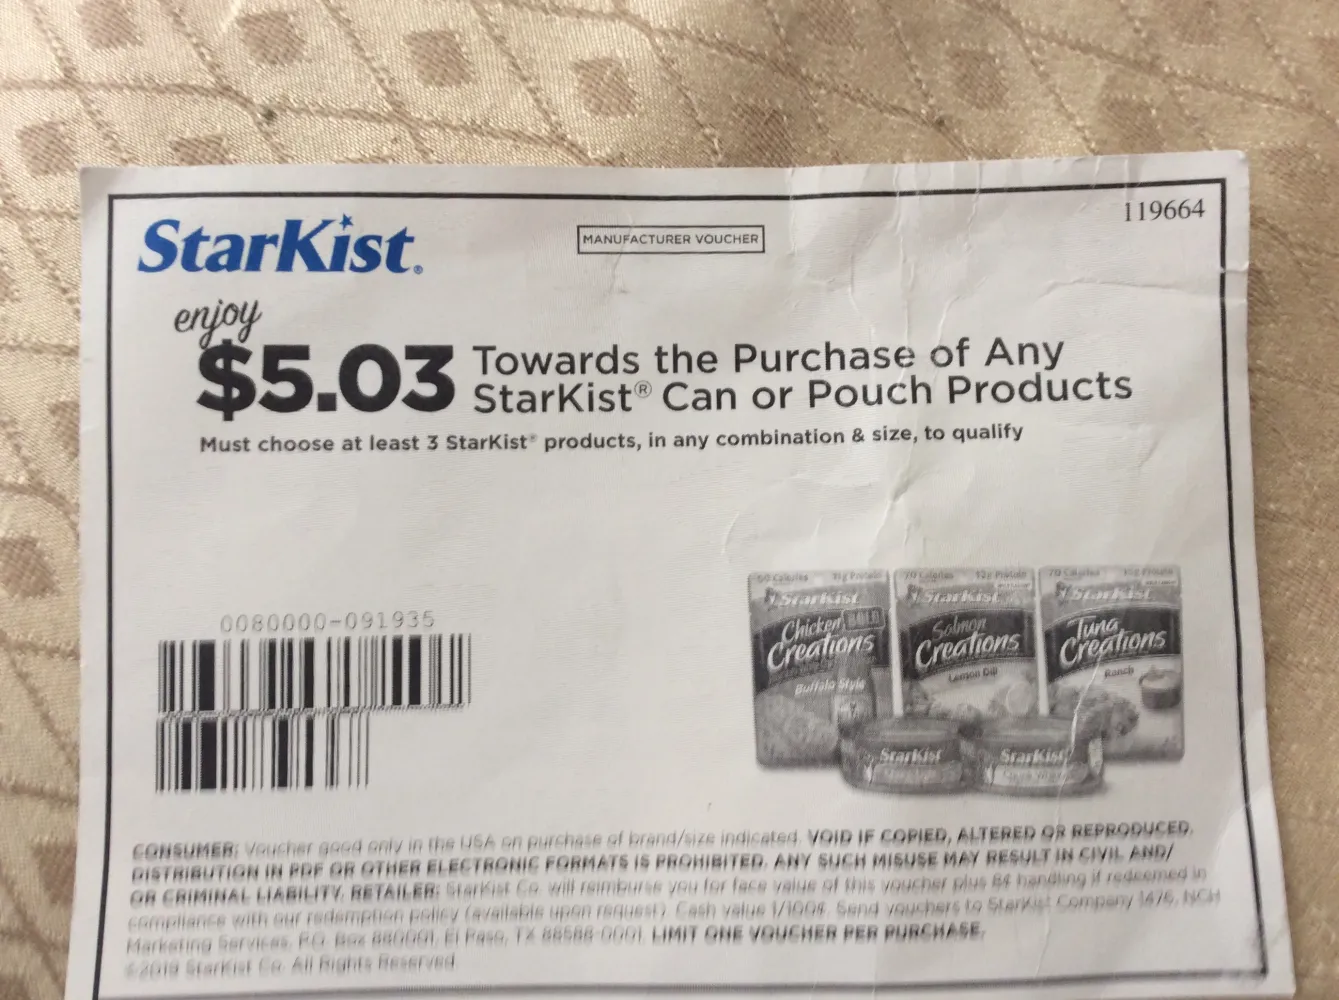 119664
StarKist®
MANUFACTURER VOUCHER
enjoy
$5.03 Towards the Purchase of Any
StarKist® Can or Pouch Products
Must choose at least 3 StarKist® products, in any combination & size, to qualify
0080000-091935
StarKist
Chicken BOLD
Creations
Buffalo Style
70 Calories 12g Protein
StarKist
Salmon
Creations
Lemon Dill
70 Calories
StarKist
Tuna
Creations
Ranch
StarKist
StarKist
CONSUMER: Voucher good only in the USA on purchase of brand/size indicated. VOID IF COPIED, ALTERED OR REPRODUCED.
DISTRIBUTION IN PDF OR OTHER ELECTRONIC FORMATS IS PROHIBITED. ANY SUCH MISUSE MAY RESULT IN CIVIL AND/
OR CRIMINAL LIABILITY. RETAILER: StarKist Co. will reimburse you for face value of this voucher plus 8¢ handling if redeemed in
compliance with our redemption policy (available upon request). Cash value 1/100¢. Send vouchers to StarKist Company 1476, NCH
Marketing Services, P.O. Box 880001, El Paso, TX 88588-0001. LIMIT ONE VOUCHER PER PURCHASE.
©2019 StarKist Co. All Rights Reserved.